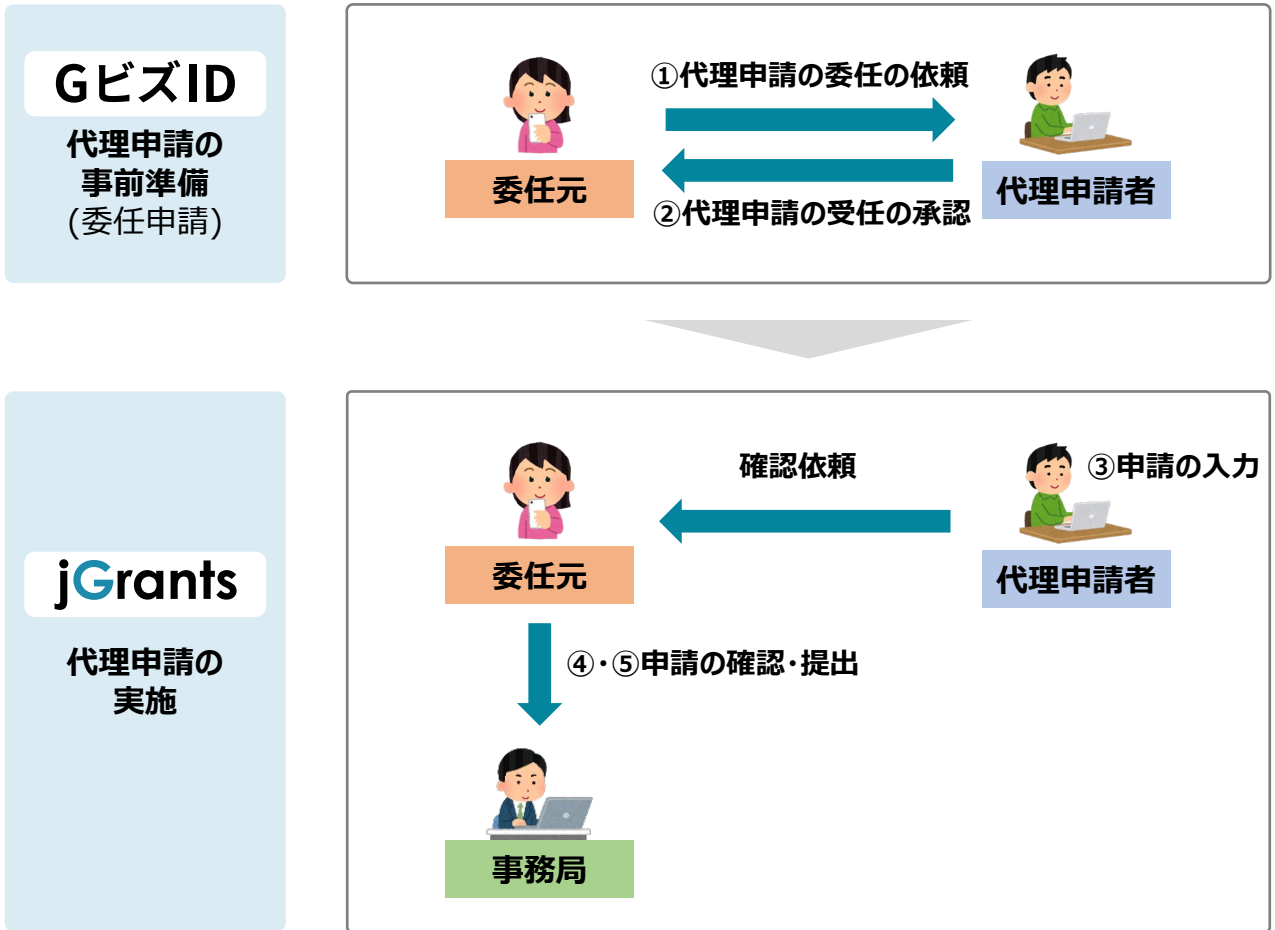 GビズID
代理申請の
事前準備
(委任申請)
①代理申請の委任の依頼
委任元
代理申請者
②代理申請の受任の承認
jGrants
代理申請の
実施
確認依頼
③申請の入力
委任元
代理申請者
④・⑤申請の確認・提出
事務局